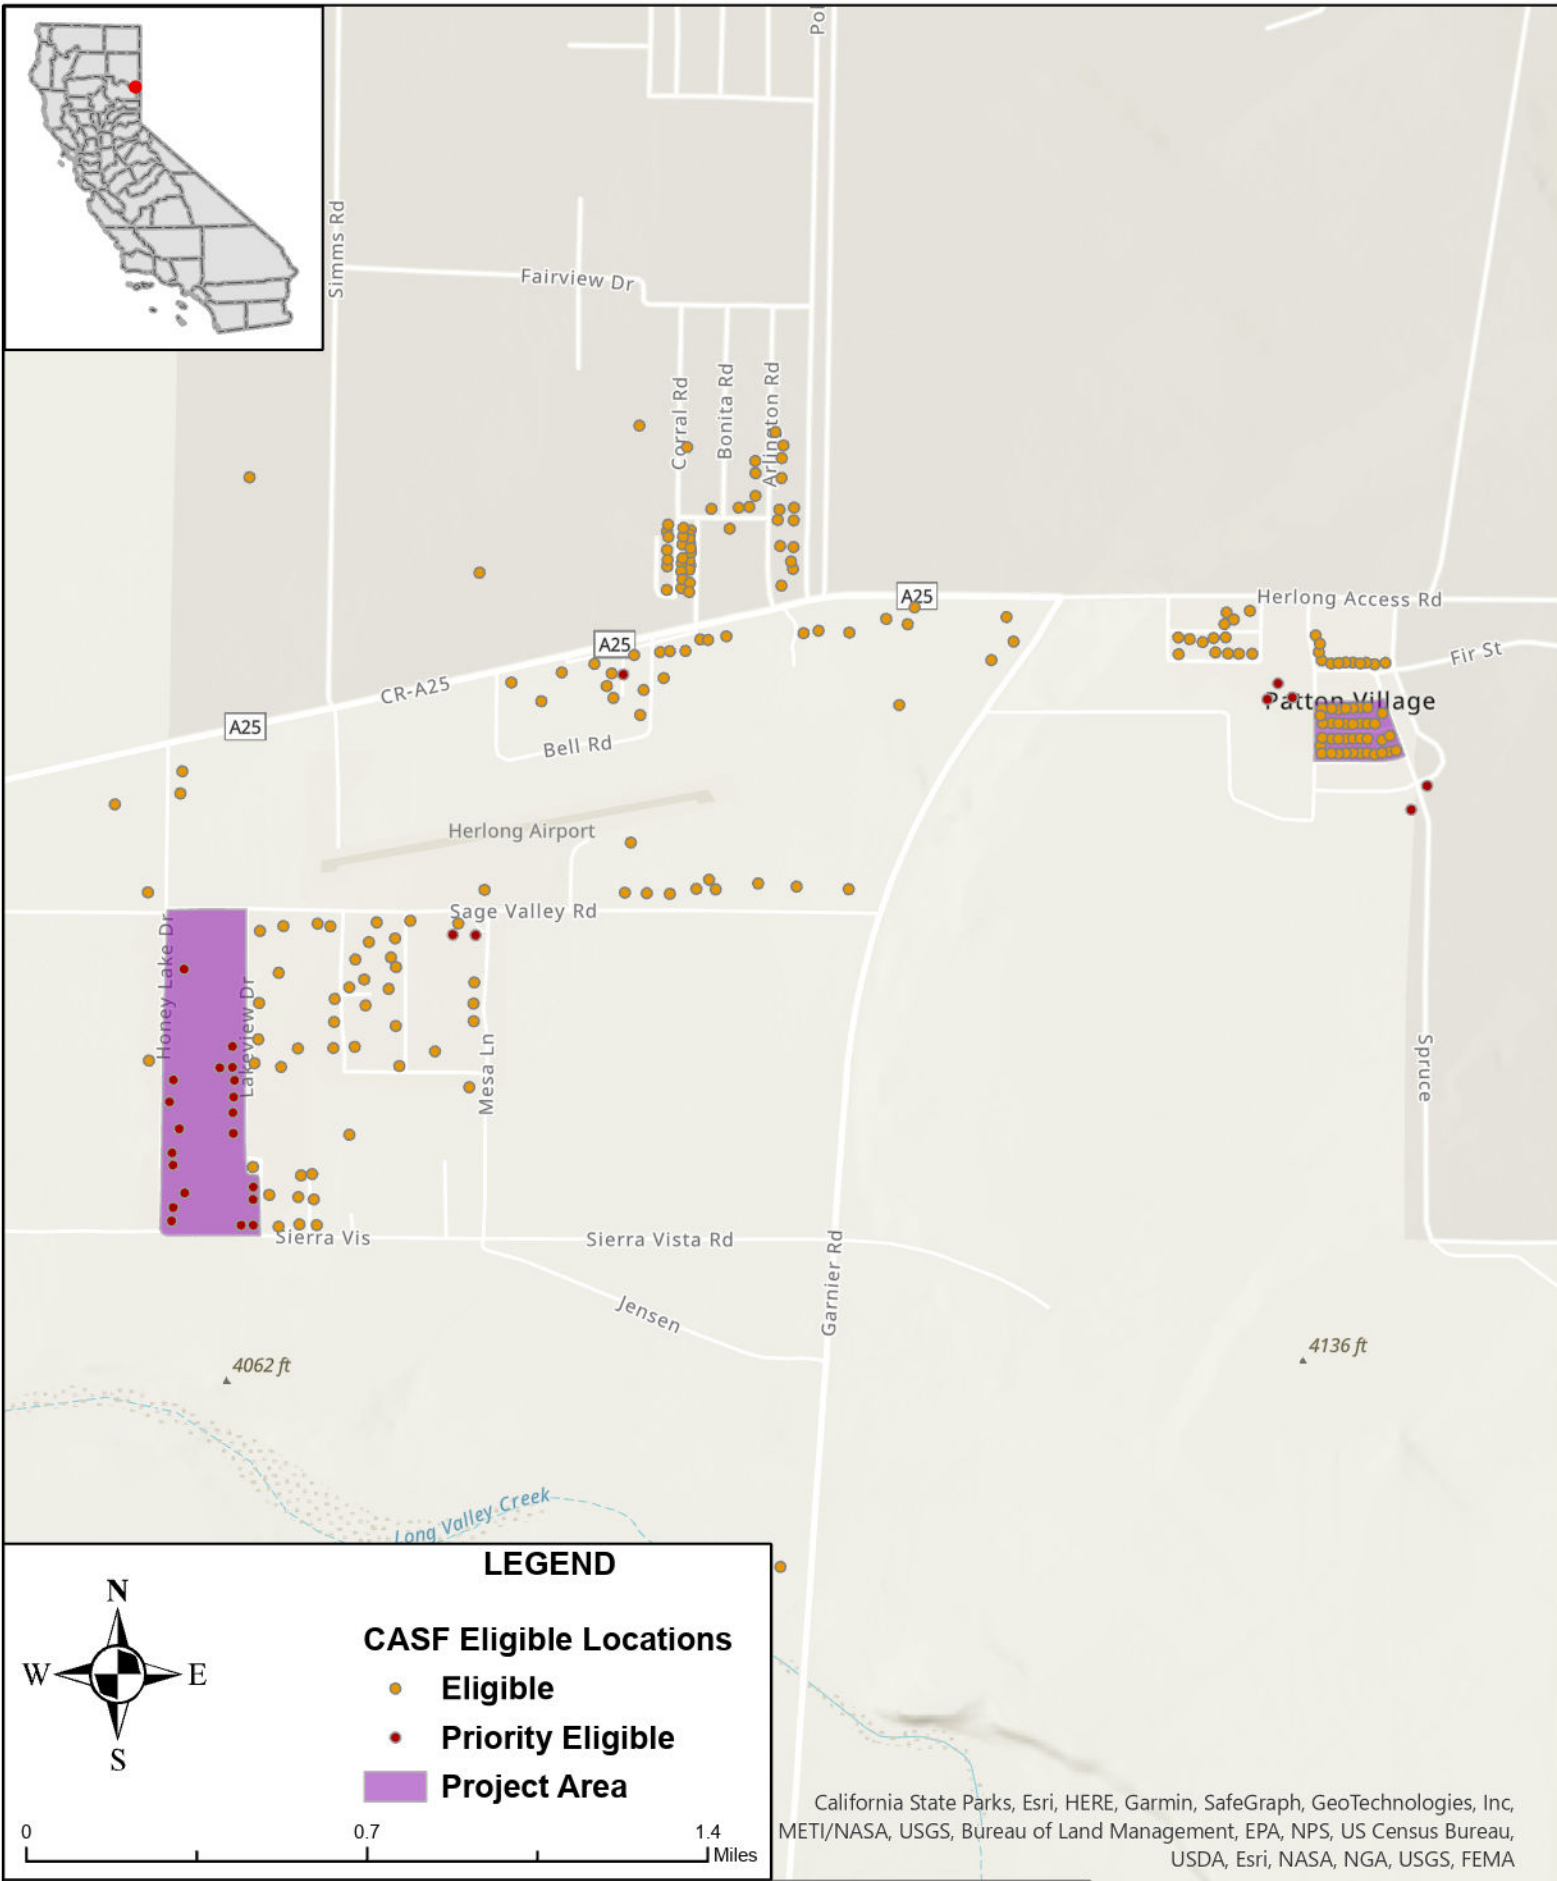 Pol
Simms Rd
Fairview Dr
Corral Rd
Bonita Rd
Arlington Rd
A25
Herlong Access Rd
A25
Fir St
CR-A25
Patton Village
A25
Bell Rd
Herlong Airport
Sage Valley Rd
Honey Lake Dr
Lakeview Dr
Mesa Ln
Spruce
Sierra Vis
Sierra Vista Rd
Garnier Rd
Jensen
4136 ft
4062 ft
Long Valley Creek
LEGEND
N
W E
S
CASF Eligible Locations
Eligible
Priority Eligible
Project Area
0 0.7 1.4
Miles
California State Parks, Esri, HERE, Garmin, SafeGraph, GeoTechnologies, Inc,
METI/NASA, USGS, Bureau of Land Management, EPA, NPS, US Census Bureau,
USDA, Esri, NASA, NGA, USGS, FEMA